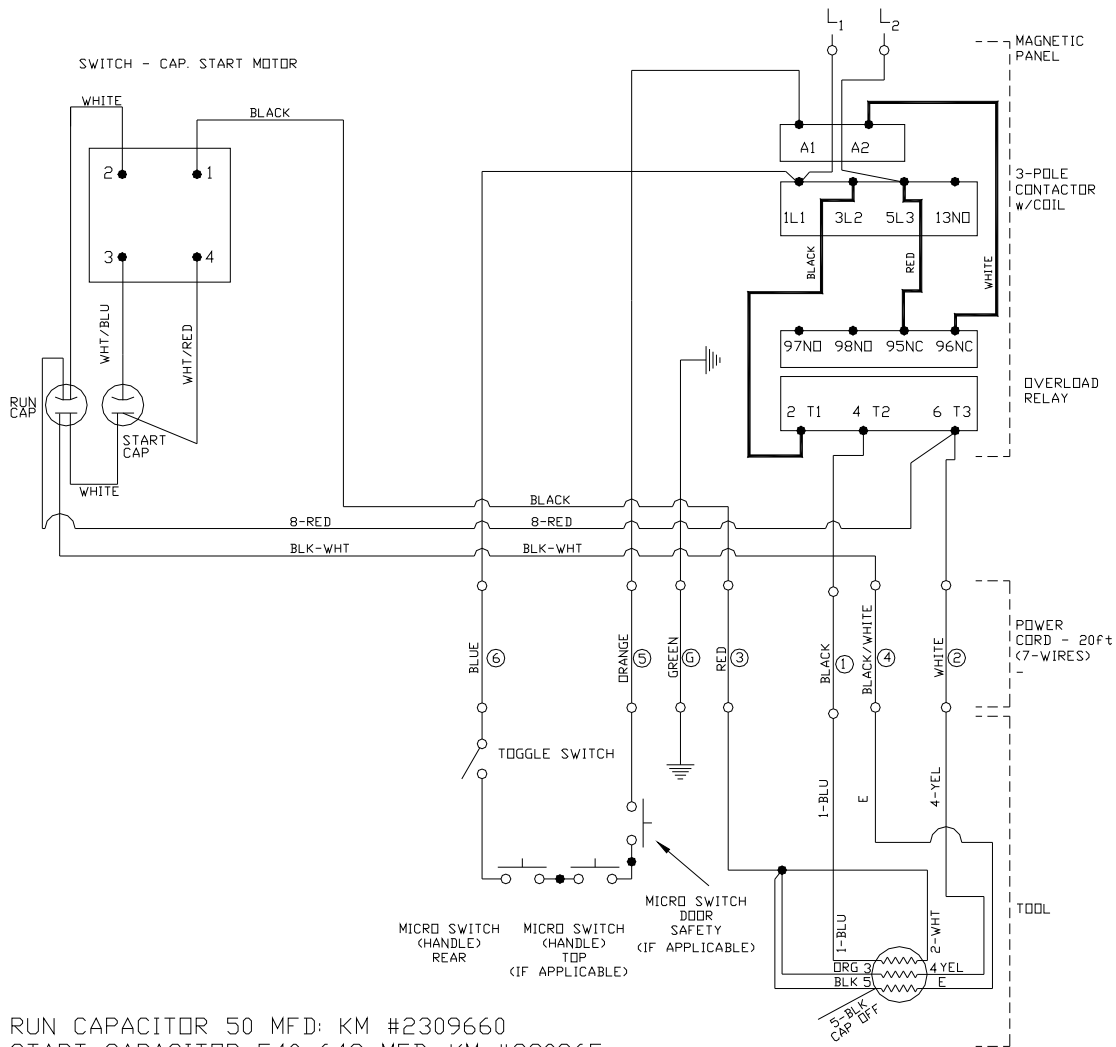 L1
L2
MAGNETIC
PANEL
SWITCH - CAP. START MOTOR
WHITE
BLACK
A1
A2
2
1
3-POLE
CONTACTOR
W/COIL
1L1
3L2
5L3
13NO
3
4
BLACK
RED
WHITE
WHT/BLU
WHT/RED
97NO
98NO
95NC
96NC
OVERLOAD
RELAY
RUN
CAP
2 T1
4 T2
6 T3
START
CAP
WHITE
BLACK
8-RED
8-RED
BLK-WHT
BLK-WHT
BLUE
6
ORANGE
5
GREEN
G
RED
3
BLACK
1
BLACK/WHITE
4
WHITE
2
POWER
CORD - 20ft
(7-WIRES)
-
TOGGLE SWITCH
1-BLU
E
4-YEL
MICRO SWITCH
DOOR
SAFETY
(IF APPLICABLE)
TOOL
MICRO SWITCH
(HANDLE)
REAR
MICRO SWITCH
(HANDLE)
TOP
(IF APPLICABLE)
1-BLU
2-WHT
ORG 3
4 YEL
BLK 5
E
5-BLK
CAP OFF
RUN CAPACITOR 50 MFD: KM #2309660